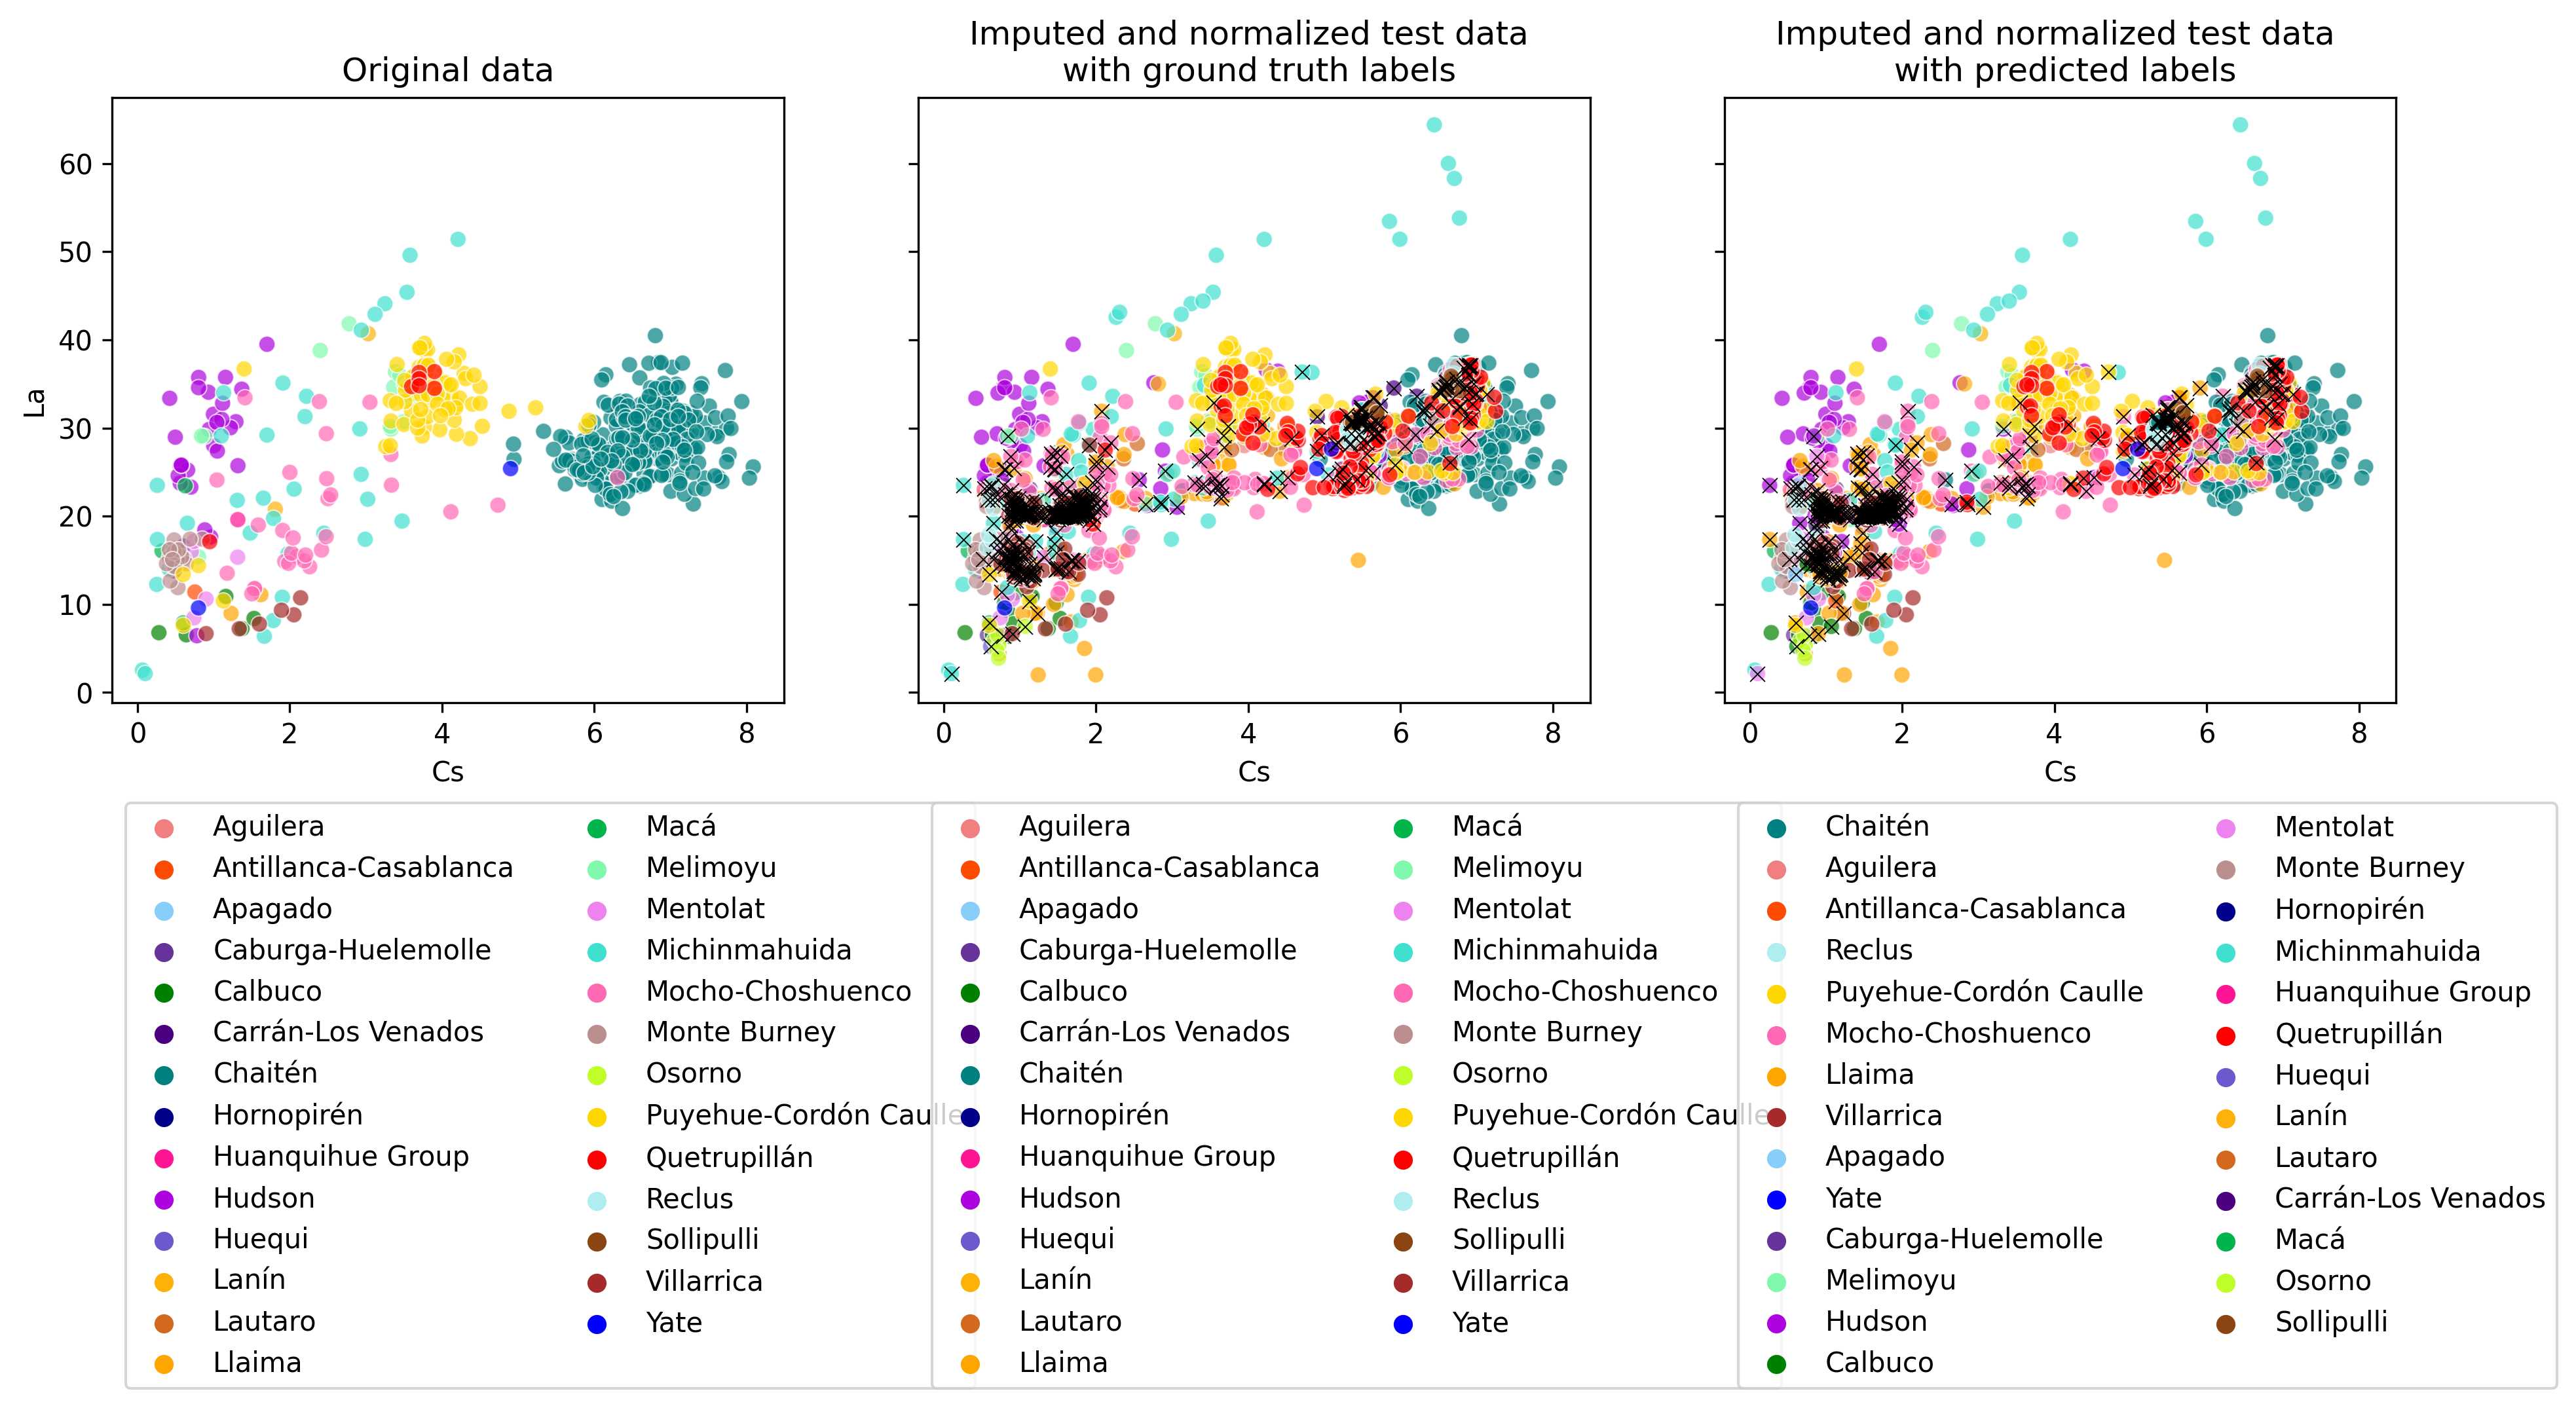 Original data
Imputed and normalized test data
with ground truth labels
Imputed and normalized test data
with predicted labels
La
60
50
40
30
20
10
0
0 2 4 6 8
Cs
0 2 4 6 8
Cs
0 2 4 6 8
Cs
Aguilera
Antillanca-Casablanca
Apagado
Caburga-Huelemolle
Calbuco
Carrán-Los Venados
Chaitén
Hornopirén
Huanquihue Group
Hudson
Huequi
Lanín
Lautaro
Llaima
Macá
Melimoyu
Mentolat
Michinmahuida
Mocho-Choshuenco
Monte Burney
Osorno
Puyehue-Cordón Caulle
Quetrupillán
Reclus
Sollipulli
Villarrica
Yate
Aguilera
Antillanca-Casablanca
Apagado
Caburga-Huelemolle
Calbuco
Carrán-Los Venados
Chaitén
Hornopirén
Huanquihue Group
Hudson
Huequi
Lanín
Lautaro
Llaima
Macá
Melimoyu
Mentolat
Michinmahuida
Mocho-Choshuenco
Monte Burney
Osorno
Puyehue-Cordón Caulle
Quetrupillán
Reclus
Sollipulli
Villarrica
Yate
Chaitén
Aguilera
Antillanca-Casablanca
Reclus
Puyehue-Cordón Caulle
Mocho-Choshuenco
Llaima
Villarrica
Apagado
Yate
Caburga-Huelemolle
Melimoyu
Hudson
Calbuco
Mentolat
Monte Burney
Hornopirén
Michinmahuida
Huanquihue Group
Quetrupillán
Huequi
Lanín
Lautaro
Carrán-Los Venados
Macá
Osorno
Sollipulli